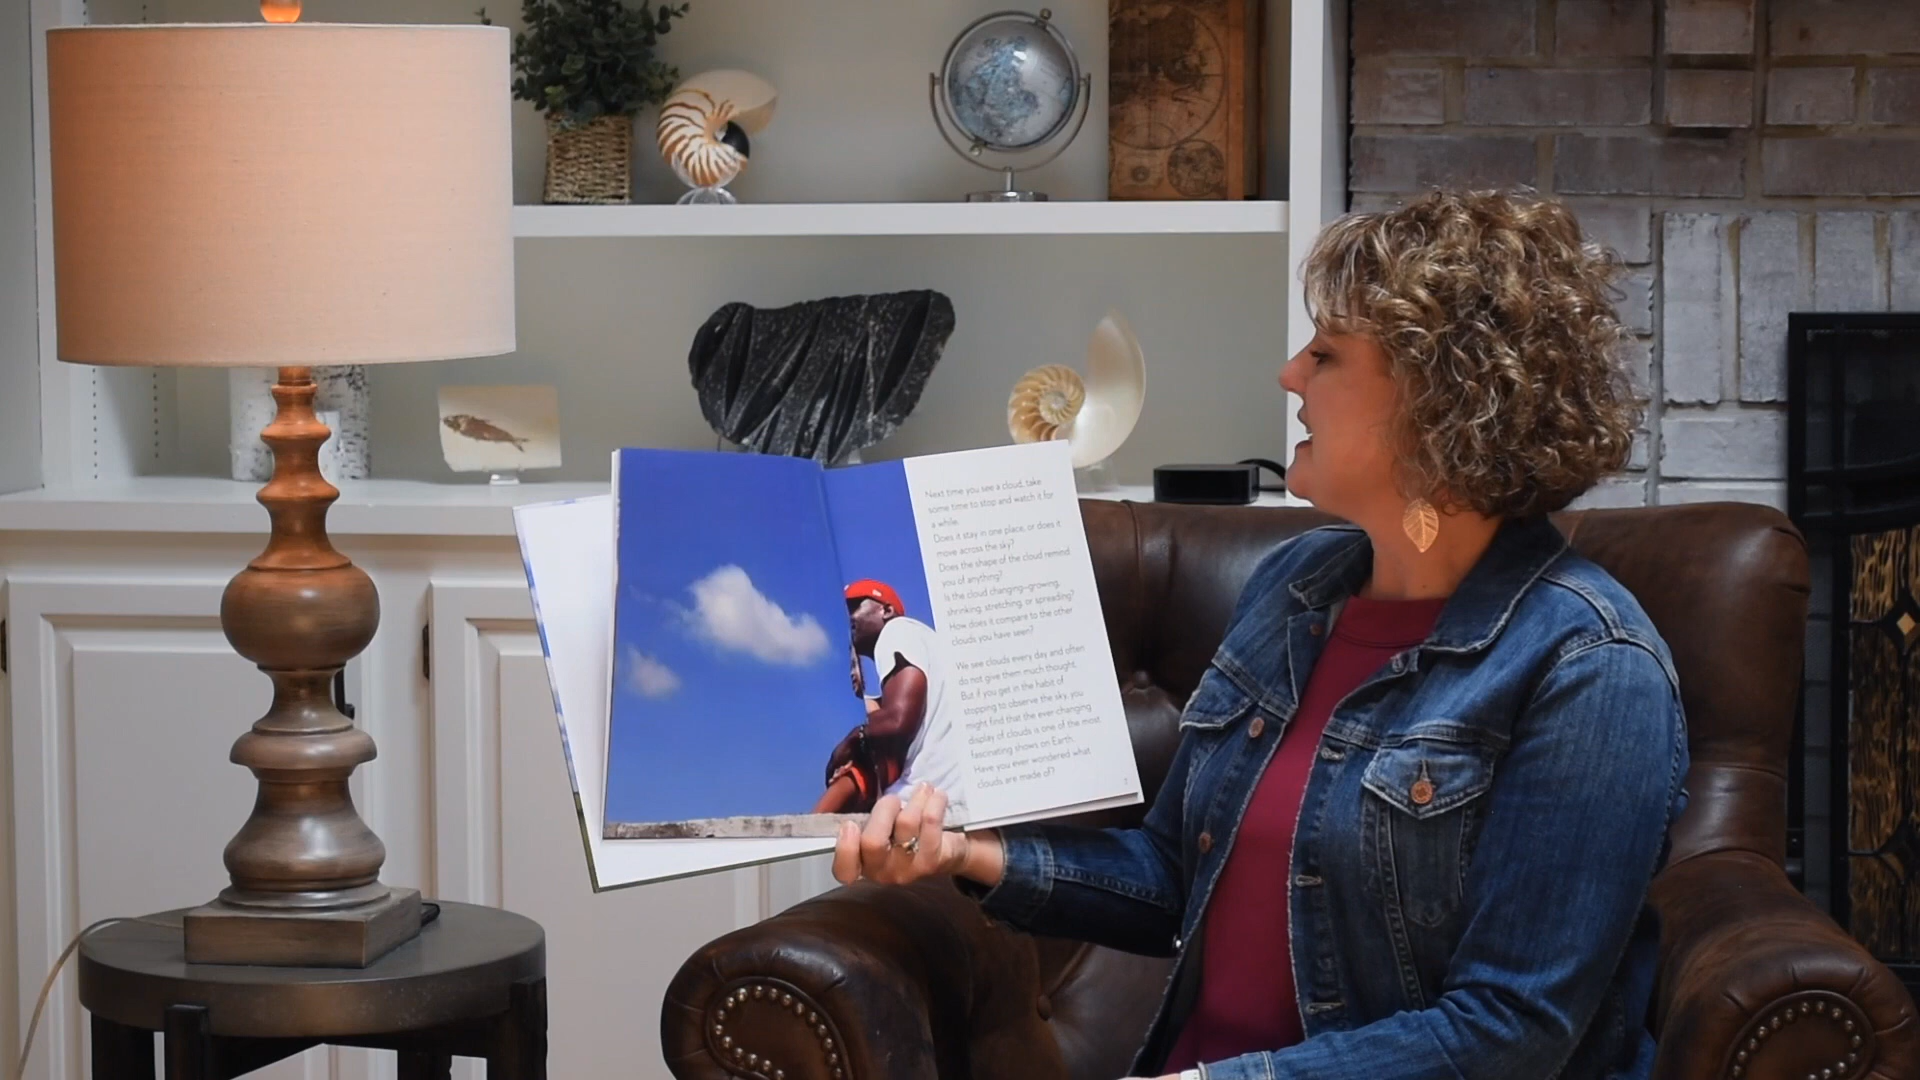 Next time you see a cloud, take
some time to stop and watch it for
a while.
Does it stay in one place, or does it
move across the sky?
Does the shape of the cloud remind
you of anything?
Is the cloud changing—growing,
shrinking, stretching, or spreading?
How does it compare to the other
clouds you have seen?
We see clouds every day and often
do not give them much thought.
But if you get in the habit of
stopping to observe the sky, you
might find that the ever-changing
display of clouds is one of the most
fascinating shows on Earth.
Have you ever wondered what
clouds are made of?